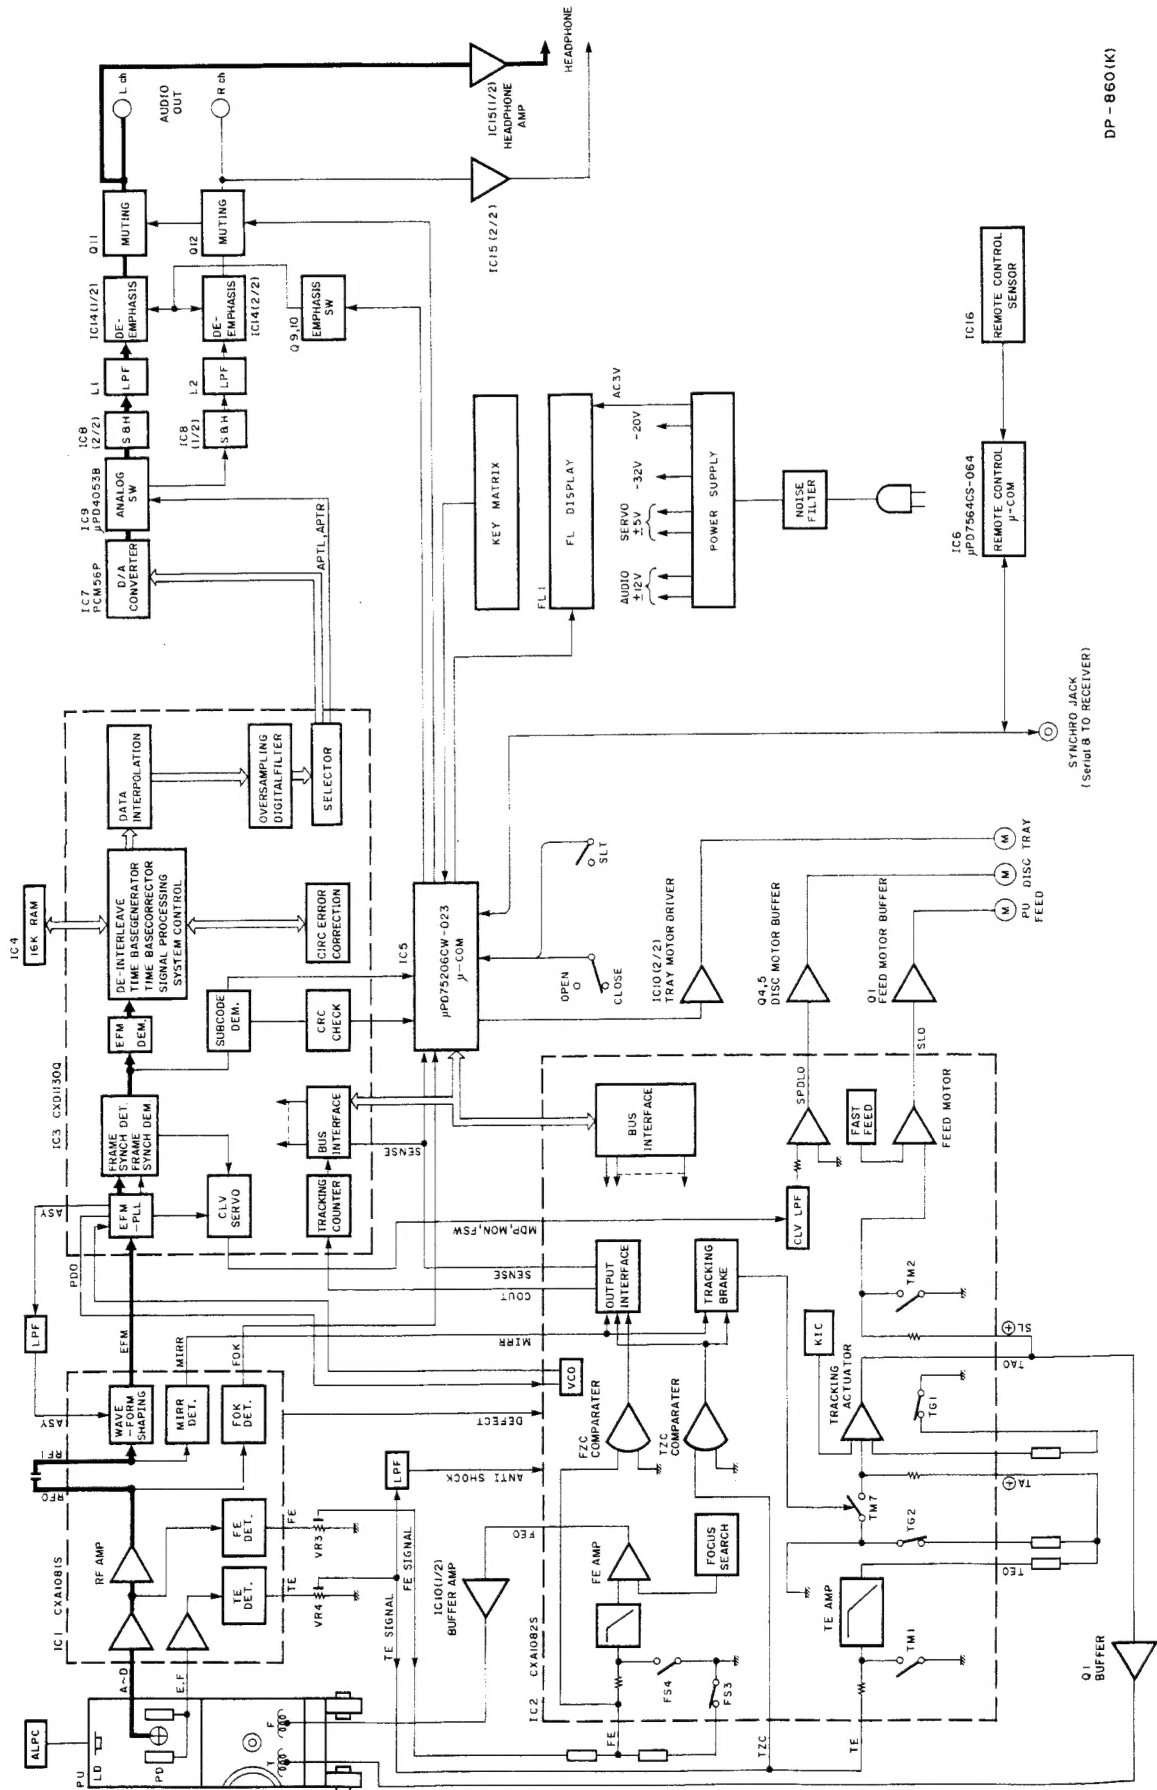 ALPC
PU
LD
PD
A~D
E,F
T
F
IC1 CXA1081S
RF AMP
RFO
RFI
ASY
WAVE
-FORM
SHAPING
MIRR
DET.
FOK
DET.
FE
DET.
TE
DET.
FE
TE
VR3
VR4
LPF
EFM
MIRR
FOK
DEFECT
ANTI SHOCK
LPF
TE SIGNAL
FE SIGNAL
PDO
ASY
IC3 CXD1130Q
EFM
-PLL
FRAME
SYNCH DET.
FRAME
SYNCH DEM.
CLV
SERVO
EFM
DEM.
SUBCODE
DEM.
CRC
CHECK
TRACKING
COUNTER
BUS
INTERFACE
SENSE
IC4
16K RAM
DE-INTERLEAVE
TIME BASEGENERATOR
TIME BASECORRECTOR
SIGNAL PROCESSING
SYSTEM CONTROL
CIRC ERROR
CORRECTION
DATA
INTERPOLATION
OVERSAMPLING
DIGITALFILTER
SELECTOR
APTL,APTR
IC7
PCM56P
D/A
CONVERTER
IC9
μPD4053B
ANALOG
SW
IC8
(2/2)
S&H
IC8
(1/2)
S&H
L1
LPF
L2
LPF
IC14(1/2)
DE-
EMPHASIS
DE-
EMPHASIS
IC14(2/2)
Q9,10
EMPHASIS
SW
Q11
MUTING
Q12
MUTING
L ch
AUDIO
OUT
R ch
IC15(1/2)
HEADPHONE
AMP
IC15(2/2)
HEADPHONE
VCO
COUT
SENSE
MIRR
MDP,MON,FSW
IC5
μPD75206CW-023
μ-COM
KEY MATRIX
FL1
FL DISPLAY
AC3V
-20V
-32V
SERVO
±5V
AUDIO
±12V
POWER SUPPLY
NOISE
FILTER
IC16
REMOTE CONTROL
SENSOR
IC6
μPD7564CS-064
REMOTE CONTROL
μ-COM
SYNCHRO JACK
(Serial 8 TO RECEIVER)
OPEN
CLOSE
SLT
IC10(2/2)
TRAY MOTOR DRIVER
Q4,5
DISC MOTOR BUFFER
Q1
FEED MOTOR BUFFER
M
TRAY
M
DISC
M
PU
FEED
IC10(1/2)
BUFFER AMP
FEO
IC2 CXA1082S
FE AMP
FOCUS
SEARCH
FS4
FS3
FE
TZC
TE
FZC
COMPARATER
TZC
COMPARATER
OUTPUT
INTERFACE
TRACKING
BRAKE
BUS
INTERFACE
CLV LPF
SPDLO
FAST
FEED
SLO
FEED MOTOR
TM2
KIC
TRACKING
ACTUATOR
TG1
TM7
TG2
TE AMP
TM1
TEO
TA⊕
TAO
SL⊕
Q1
BUFFER
DP-860(K)